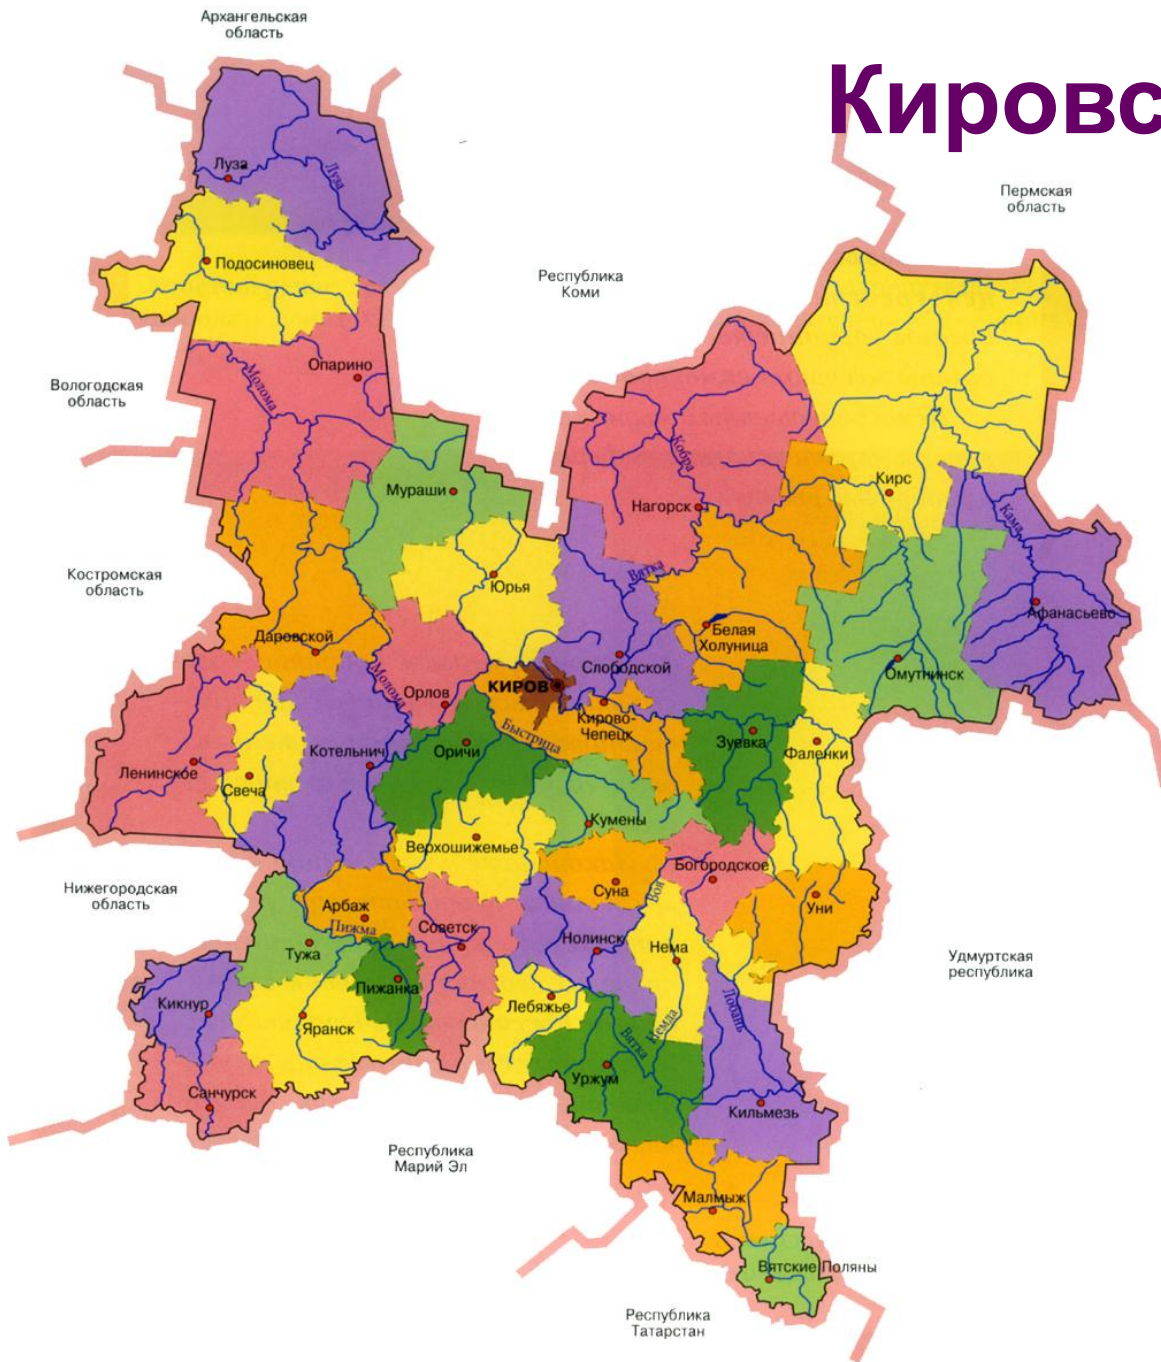 Архангельская
область
Кировс
Луза
Луза
Пермская
область
Подосиновец
Республика
Коми
Опарино
Вологодская
область
Молома
Кобра
Мураши
Кирс
Нагорск
Кама
Костромская
область
Вятка
Юрья
Афанасьево
Даровской
Белая
Холуница
Слободской
Омутнинск
Молома
КИРОВ
Орлов
Кирово-
Чепецк
Быстрица
Зуевка
Оричи
Котельнич
Фаленки
Ленинское
Свеча
Кумены
Верхошижемье
Богородское
Нижегородская
область
Суна
Воя
Арбаж
Уни
Пижма
Советск
Нолинск
Нема
Тужа
Удмуртская
республика
Пижанка
Кикнур
Лебяжье
Лобань
Яранск
Вятка
Немда
Уржум
Санчурск
Кильмезь
Республика
Марий Эл
Малмыж
Вятские Поляны
Республика
Татарстан